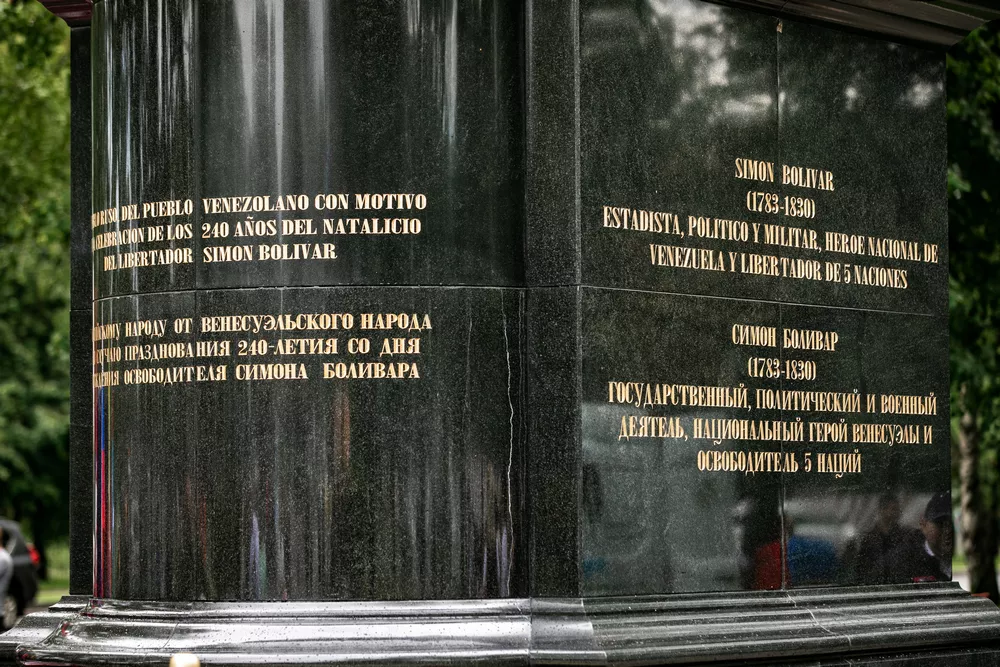 RUSO, DEL PUEBLO VENEZOLANO CON MOTIVO
CELEBRACION DE LOS 240 AÑOS DEL NATALICIO
DEL LIBERTADOR SIMON BOLIVAR
НАРОДУ ОТ ВЕНЕСУЭЛЬСКОГО НАРОДА
ПРАЗДНОВАНИЯ 240-ЛЕТИЯ СО ДНЯ
ОСВОБОДИТЕЛЯ СИМОНА БОЛИВАРА
SIMON BOLIVAR
(1783-1830)
ESTADISTA, POLITICO Y MILITAR, HEROE NACIONAL DE
VENEZUELA Y LIBERTADOR DE 5 NACIONES
СИМОН БОЛИВАР
(1783-1830)
ГОСУДАРСТВЕННЫЙ, ПОЛИТИЧЕСКИЙ И ВОЕННЫЙ
ДЕЯТЕЛЬ, НАЦИОНАЛЬНЫЙ ГЕРОЙ ВЕНЕСУЭЛЫ И
ОСВОБОДИТЕЛЬ 5 НАЦИЙ